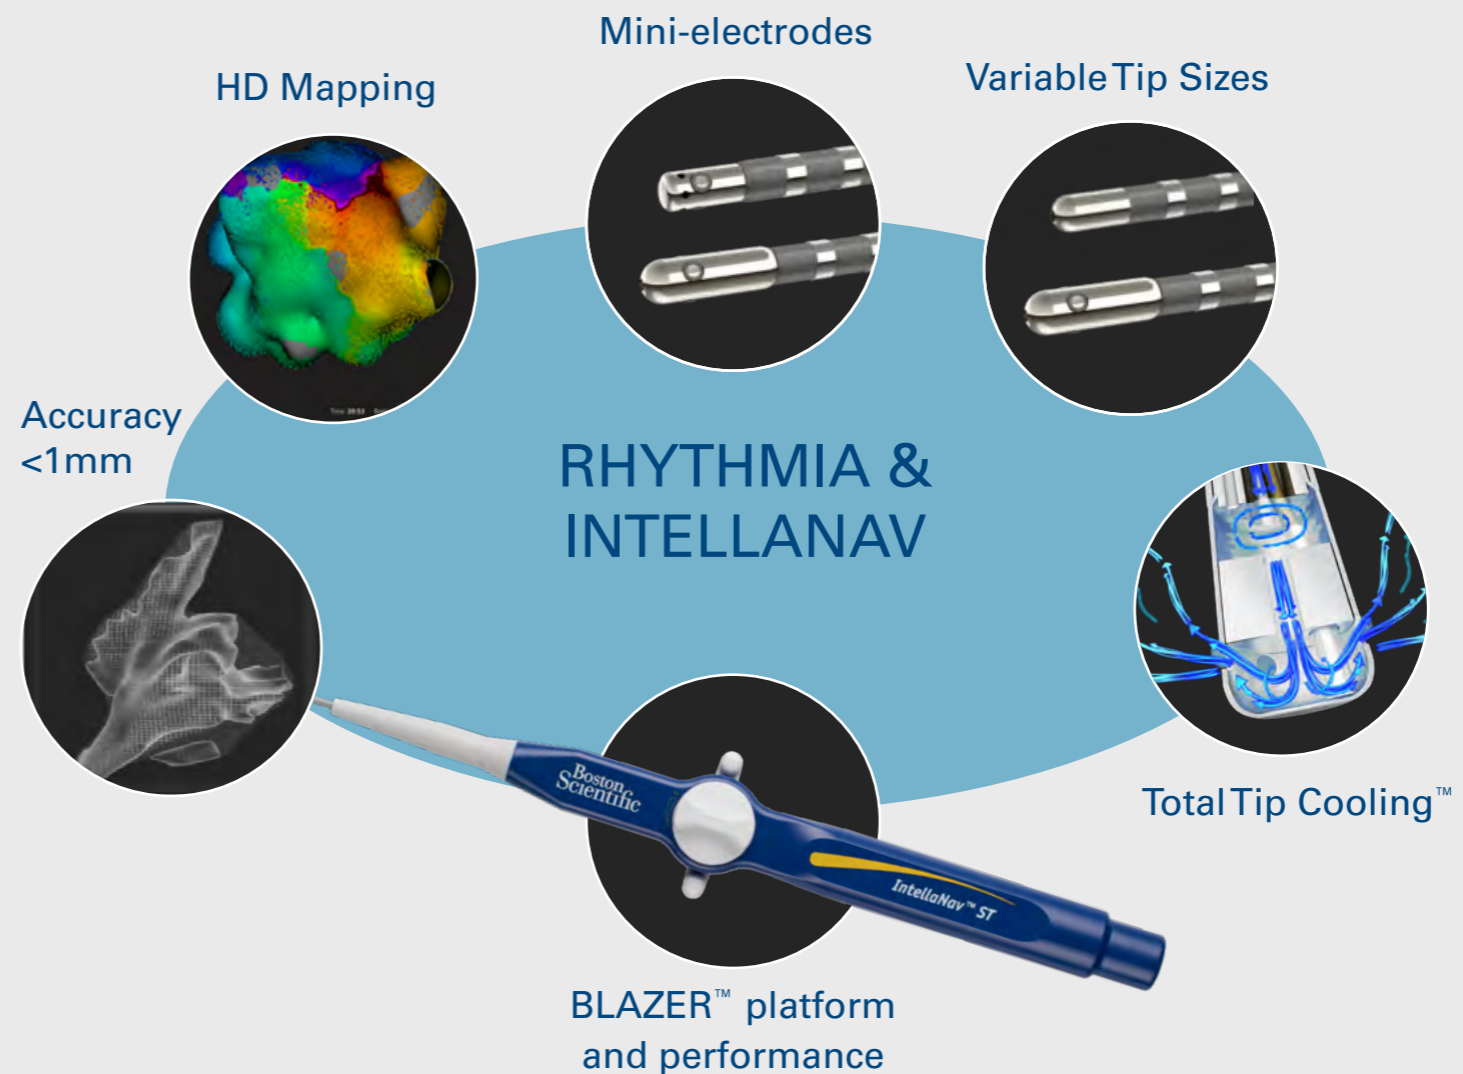 Mini-electrodes
HD Mapping
Variable Tip Sizes
Accuracy
<1mm
RHYTHMIA &
INTELLANAV
Total Tip Cooling™
Boston
Scientific
IntellaNav™ ST
BLAZER™ platform
and performance